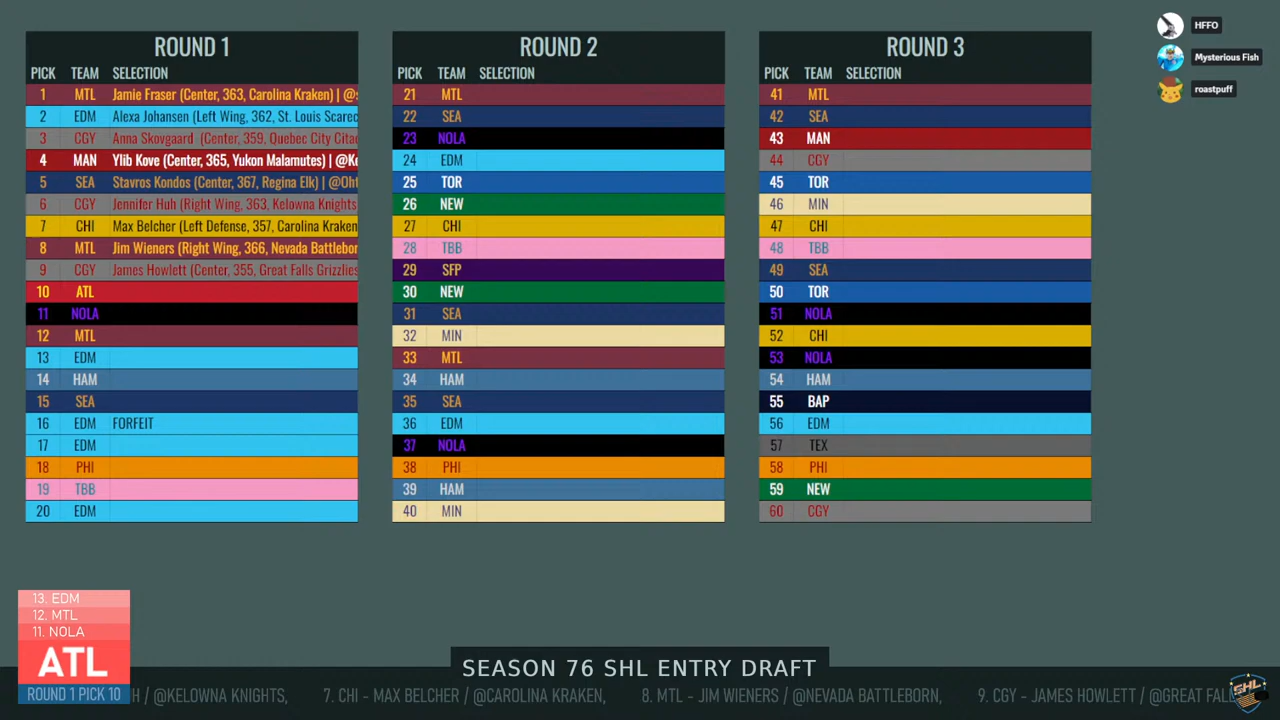 ROUND 1
PICK TEAM SELECTION
1 MTL Jamie Fraser (Center, 363, Carolina Kraken) | @
2 EDM Alexa Johansen (Left Wing, 362, St. Louis Scarec
3 CGY Anna Skovgaard (Center, 359, Quebec City Citad
4 MAN Ylib Kove (Center, 365, Yukon Malamutes) | @K
5 SEA Stavros Kondos (Center, 367, Regina Elk) | @Oh
6 CGY Jennifer Huh (Right Wing, 363, Kelowna Knights
7 CHI Max Belcher (Left Defense, 357, Carolina Kraken
8 MTL Jim Wieners (Right Wing, 366, Nevada Battlebor
9 CGY James Howlett (Center, 355, Great Falls Grizzlies
10 ATL
11 NOLA
12 MTL
13 EDM
14 HAM
15 SEA
16 EDM FORFEIT
17 EDM
18 PHI
19 TBB
20 EDM
ROUND 2
PICK TEAM SELECTION
21 MTL
22 SEA
23 NOLA
24 EDM
25 TOR
26 NEW
27 CHI
28 TBB
29 SFP
30 NEW
31 SEA
32 MIN
33 MTL
34 HAM
35 SEA
36 EDM
37 NOLA
38 PHI
39 HAM
40 MIN
ROUND 3
PICK TEAM SELECTION
41 MTL
42 SEA
43 MAN
44 CGY
45 TOR
46 MIN
47 CHI
48 TBB
49 SEA
50 TOR
51 NOLA
52 CHI
53 NOLA
54 HAM
55 BAP
56 EDM
57 TEX
58 PHI
59 NEW
60 CGY
HFFO
Mysterious Fish
roastpuff
13. EDM
12. MTL
11. NOLA
ATL
ROUND 1 PICK 10
SEASON 76 SHL ENTRY DRAFT
H / @KELOWNA KNIGHTS, 7. CHI - MAX BELCHER / @CAROLINA KRAKEN, 8. MTL - JIM WIENERS / @NEVADA BATTLEBORN, 9. CGY - JAMES HOWLETT / @GREAT FAL
SHL